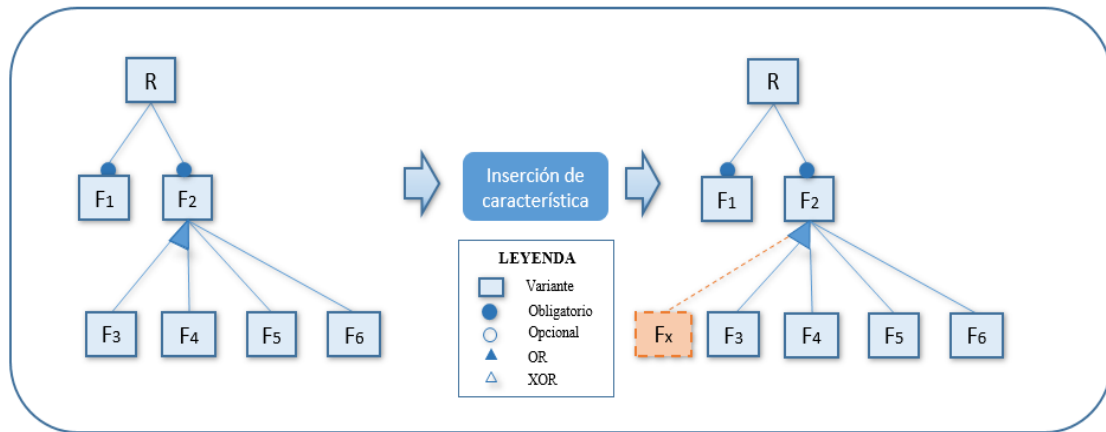 R
F1
F2
F3
F4
F5
F6
Inserción de
característica
LEYENDA
Variante
Obligatorio
Opcional
OR
XOR
R
F1
F2
Fx
F3
F4
F5
F6